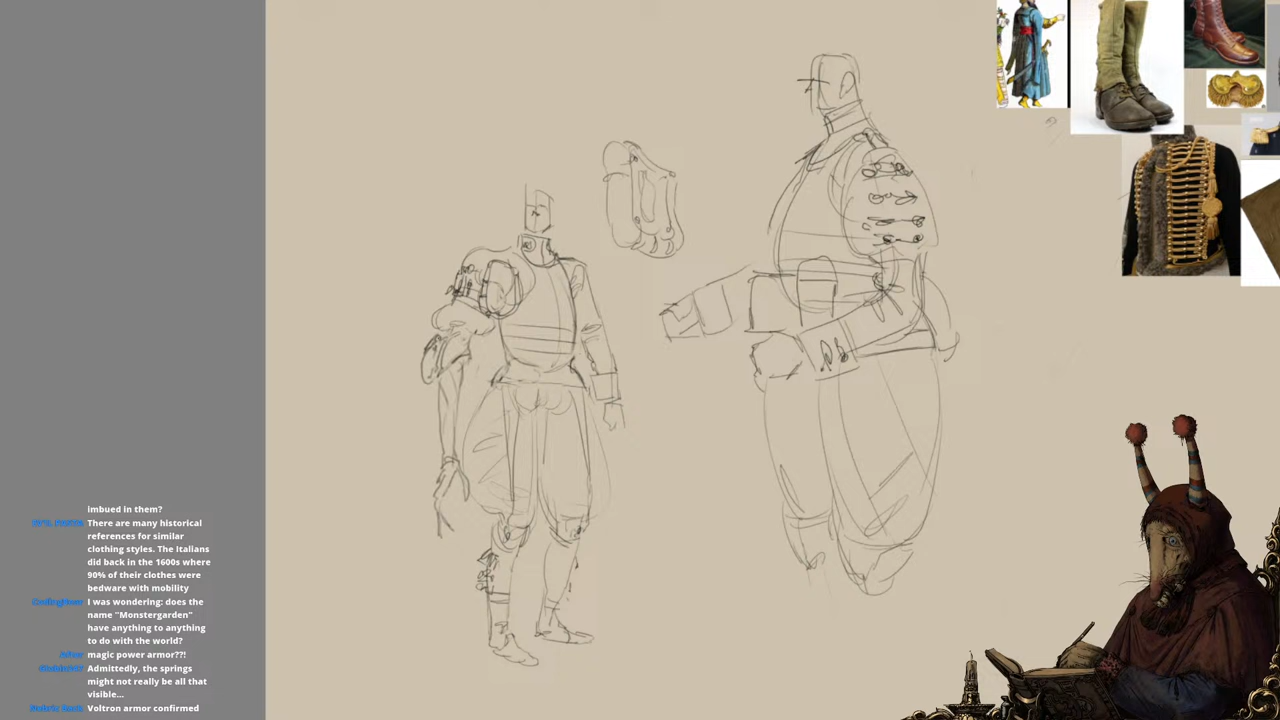 imbued in them?
There are many historical
references for similar
clothing styles. The Italians
did back in the 1600s where
90% of their clothes were
bedware with mobility
I was wondering: does the
name "Monstergarden"
have anything to anything
to do with the world?
magic power armor??!
Admittedly, the springs
might not really be all that
visible...
Voltron armor confirmed